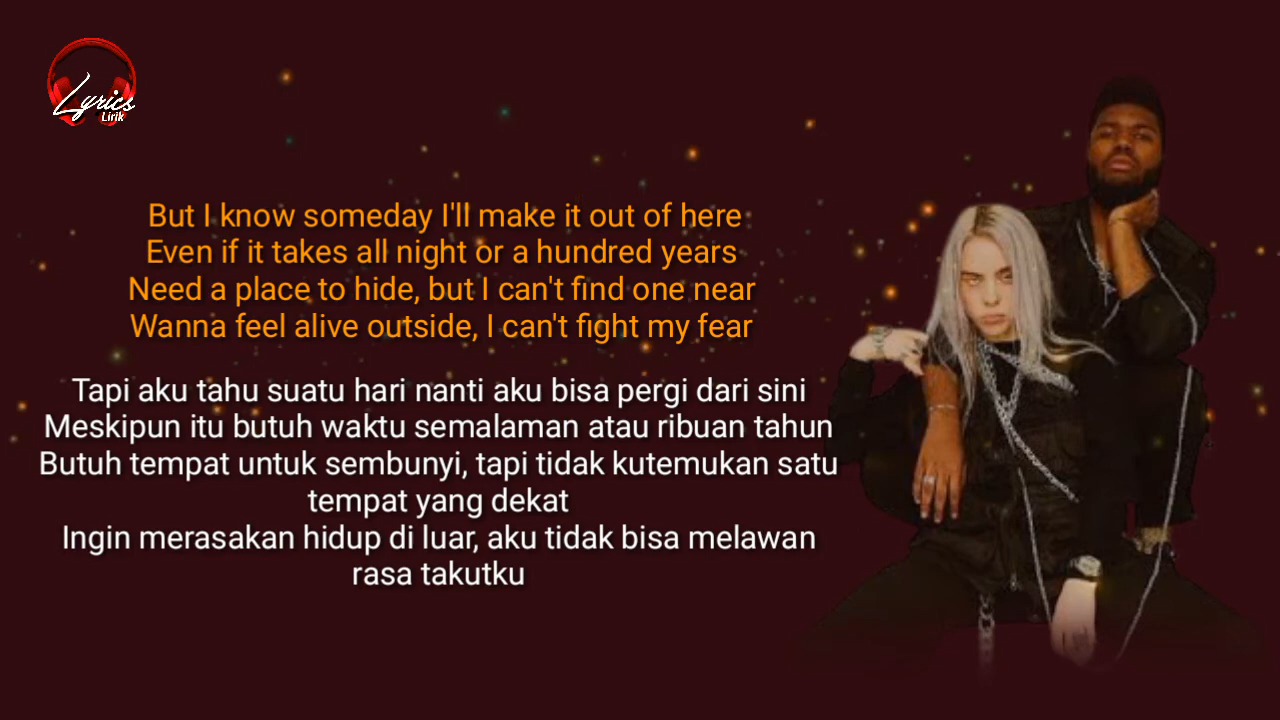 Lyrics
Lirik
But I know someday I'll make it out of here
Even if it takes all night or a hundred years
Need a place to hide, but I can't find one near
Wanna feel alive outside, I can't fight my fear
Tapi aku tahu suatu hari nanti aku bisa pergi dari sini
Meskipun itu butuh waktu semalaman atau ribuan tahun
Butuh tempat untuk sembunyi, tapi tidak kutemukan satu
tempat yang dekat
Ingin merasakan hidup di luar, aku tidak bisa melawan
rasa takutku